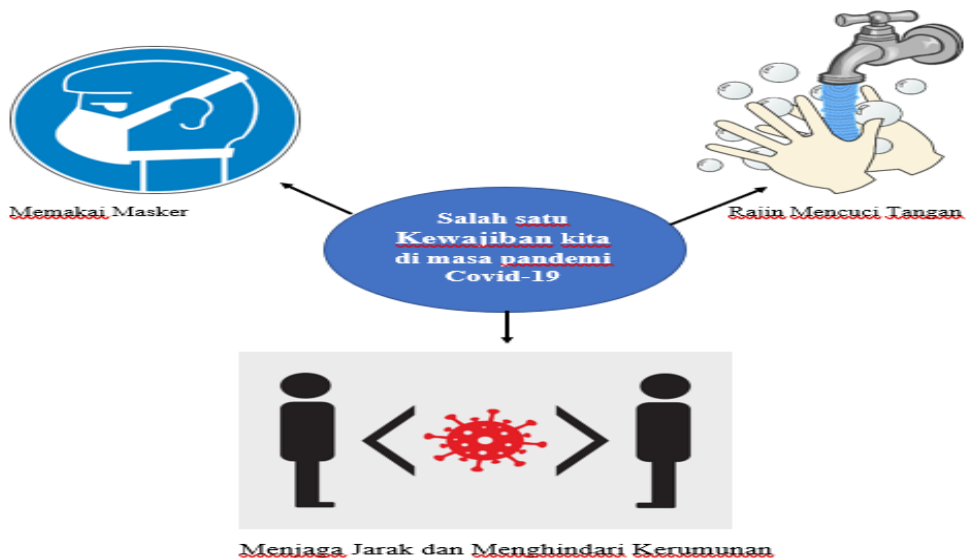 Memakai Masker
Rajin Mencuci Tangan
Salah satu
Kewajiban kita
di masa pandemi
Covid-19
Menjaga Jarak dan Menghindari Kerumunan